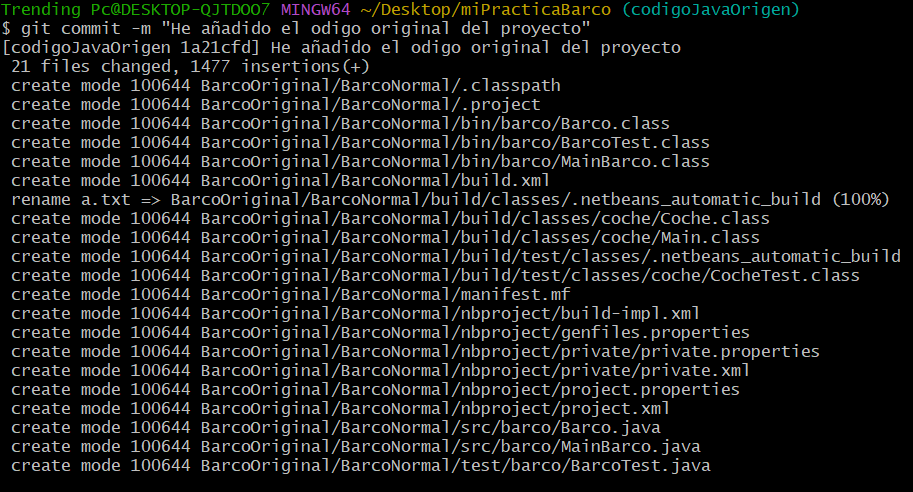 Trending Pc@DESKTOP-QJTDOO7 MINGW64 ~/Desktop/miPracticaBarco (codigoJavaOrigen)
$ git commit -m "He añadido el odigo original del proyecto"
[codigoJavaOrigen 1a21cfd] He añadido el odigo original del proyecto
 21 files changed, 1477 insertions(+)
 create mode 100644 BarcoOriginal/BarcoNormal/.classpath
 create mode 100644 BarcoOriginal/BarcoNormal/.project
 create mode 100644 BarcoOriginal/BarcoNormal/bin/barco/Barco.class
 create mode 100644 BarcoOriginal/BarcoNormal/bin/barco/BarcoTest.class
 create mode 100644 BarcoOriginal/BarcoNormal/bin/barco/MainBarco.class
 create mode 100644 BarcoOriginal/BarcoNormal/build.xml
 rename a.txt => BarcoOriginal/BarcoNormal/build/classes/.netbeans_automatic_build (100%)
 create mode 100644 BarcoOriginal/BarcoNormal/build/classes/coche/Coche.class
 create mode 100644 BarcoOriginal/BarcoNormal/build/classes/coche/Main.class
 create mode 100644 BarcoOriginal/BarcoNormal/build/test/classes/.netbeans_automatic_build
 create mode 100644 BarcoOriginal/BarcoNormal/build/test/classes/coche/CocheTest.class
 create mode 100644 BarcoOriginal/BarcoNormal/manifest.mf
 create mode 100644 BarcoOriginal/BarcoNormal/nbproject/build-impl.xml
 create mode 100644 BarcoOriginal/BarcoNormal/nbproject/genfiles.properties
 create mode 100644 BarcoOriginal/BarcoNormal/nbproject/private/private.properties
 create mode 100644 BarcoOriginal/BarcoNormal/nbproject/private/private.xml
 create mode 100644 BarcoOriginal/BarcoNormal/nbproject/project.properties
 create mode 100644 BarcoOriginal/BarcoNormal/nbproject/project.xml
 create mode 100644 BarcoOriginal/BarcoNormal/src/barco/Barco.java
 create mode 100644 BarcoOriginal/BarcoNormal/src/barco/MainBarco.java
 create mode 100644 BarcoOriginal/BarcoNormal/test/barco/BarcoTest.java